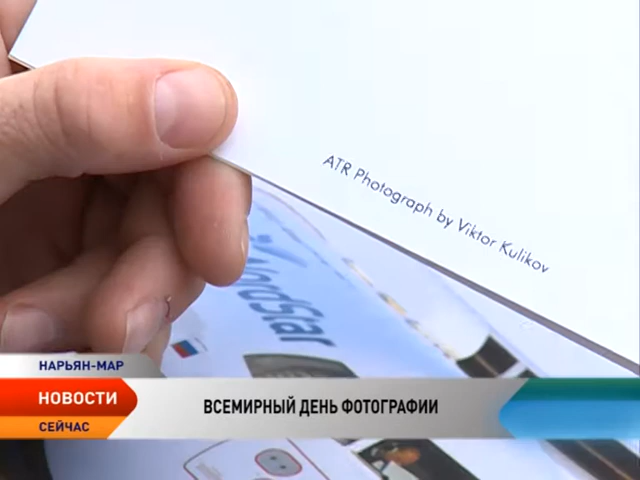 ATR Photograph by Viktor Kulikov
NordStar
НАРЬЯН-МАР
НОВОСТИ
СЕЙЧАС
ВСЕМИРНЫЙ ДЕНЬ ФОТОГРАФИИ